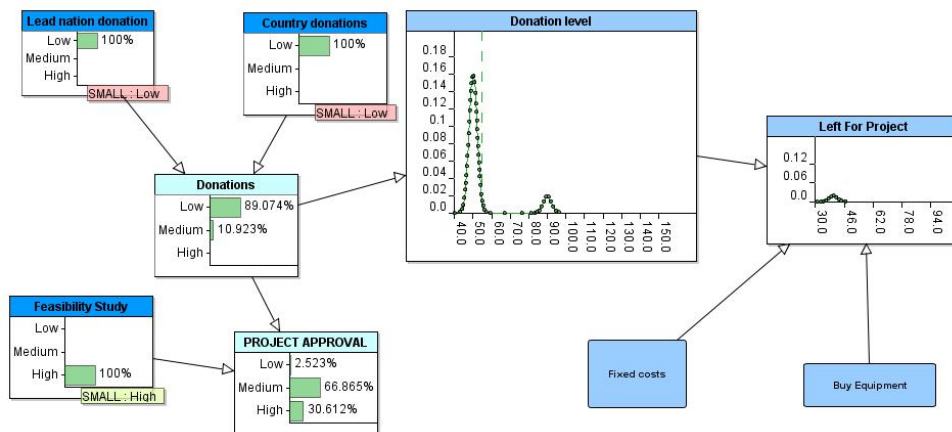 Lead nation donation
Low 100%
Medium
High
SMALL : Low
Country donations
Low 100%
Medium
High
SMALL : Low
Donation level
0.18
0.16
0.14
0.12
0.10
0.08
0.06
0.04
0.02
0.0
40.0 50.0 60.0 70.0 80.0 90.0 100.0 110.0 120.0 130.0 140.0 150.0
Left For Project
0.12
0.06
0.0
30.0 46.0 62.0 78.0 94.0
Donations
Low 89.074%
Medium 10.923%
High
Feasibility Study
Low
Medium
High 100%
SMALL : High
PROJECT APPROVAL
Low 2.523%
Medium 66.865%
High 30.612%
Fixed costs
Buy Equipment